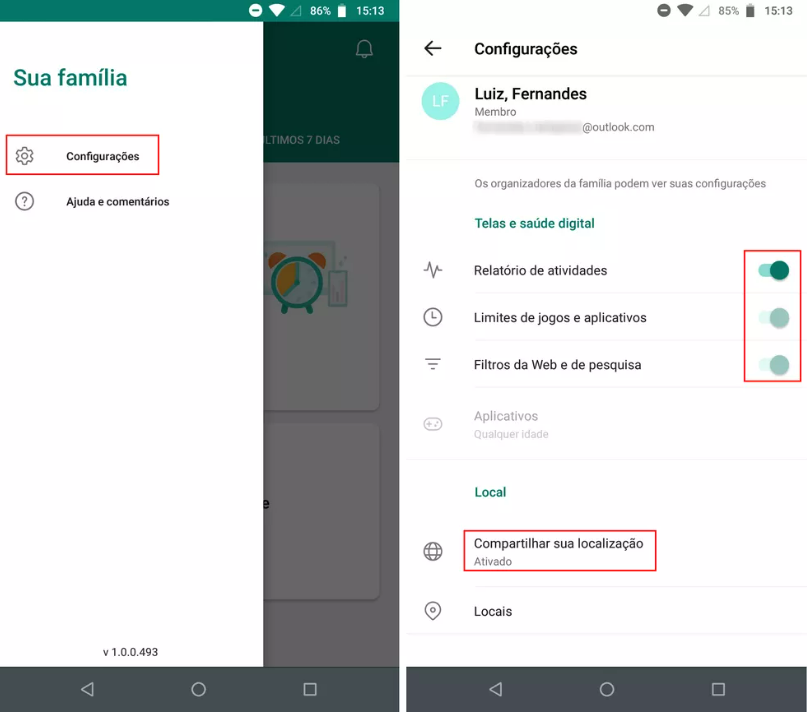 86% 15:13
Sua família
ÚLTIMOS 7 DIAS
Configurações
Ajuda e comentários
e
v 1.0.0.493
85% 15:13
Configurações
LF
Luiz, Fernandes
Membro
@outlook.com
Os organizadores da família podem ver suas configurações
Telas e saúde digital
Relatório de atividades
Limites de jogos e aplicativos
Filtros da Web e de pesquisa
Aplicativos
Qualquer idade
Local
Compartilhar sua localização
Ativado
Locais